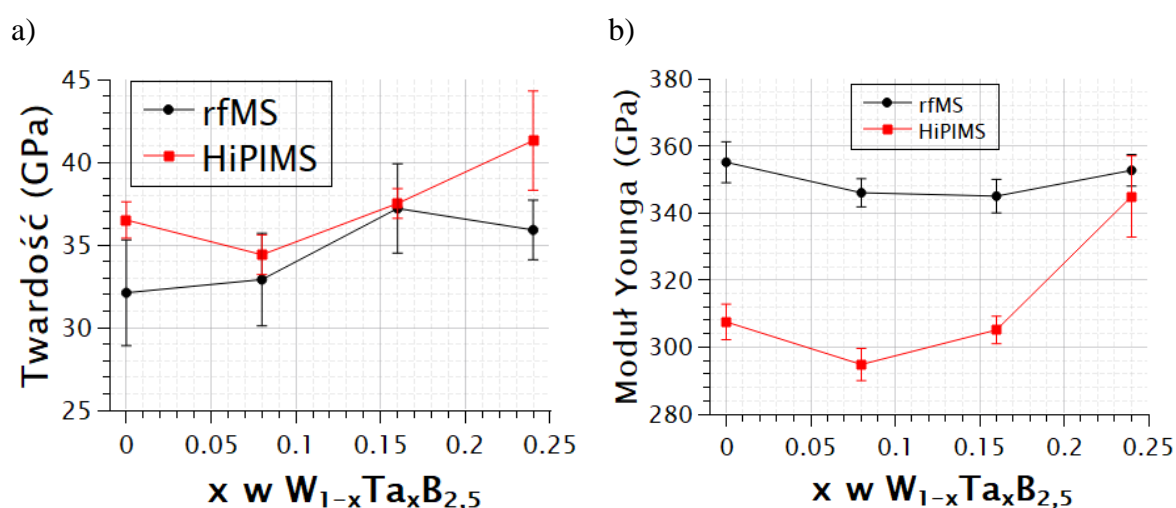 a)
45
40
35
30
25
Twardość (GPa)
rfMS
HiPIMS
0
0.05
0.1
0.15
0.2
0.25
x w W₁₋ₓTaₓB₂.₅
b)
380
360
340
320
300
280
Moduł Younga (GPa)
rfMS
HiPIMS
0
0.05
0.1
0.15
0.2
0.25
x w W₁₋ₓTaₓB₂,₅